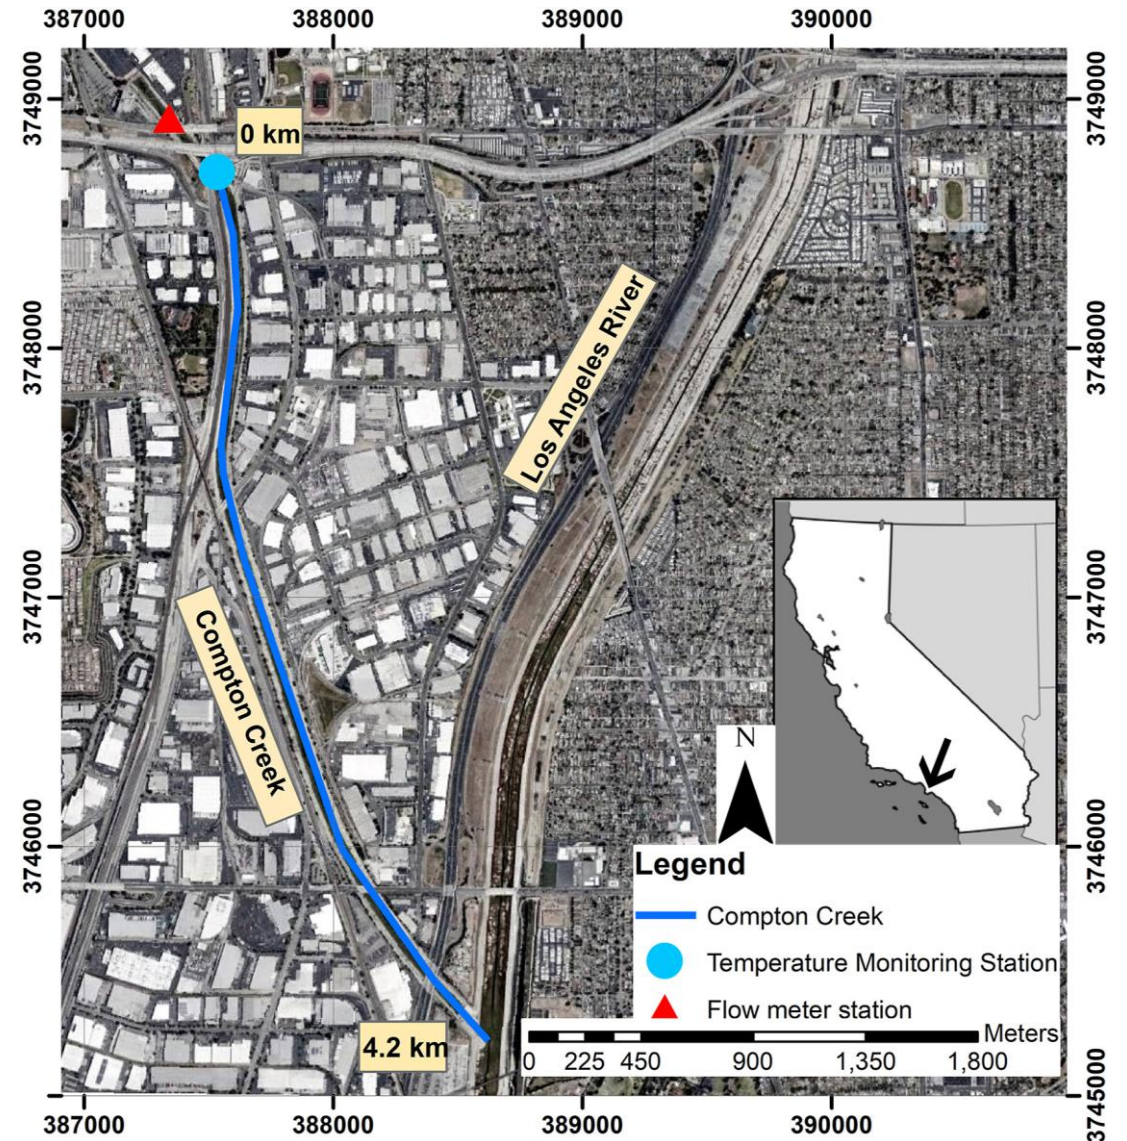 387000 388000 389000 390000
3749000
3749000
0 km
3748000
3748000
Los Angeles River
3747000
3747000
Compton Creek
N
3746000
3746000
Legend
Compton Creek
Temperature Monitoring Station
Flow meter station
Meters
0 225 450 900 1,350 1,800
4.2 km
3745000
387000 388000 389000 390000